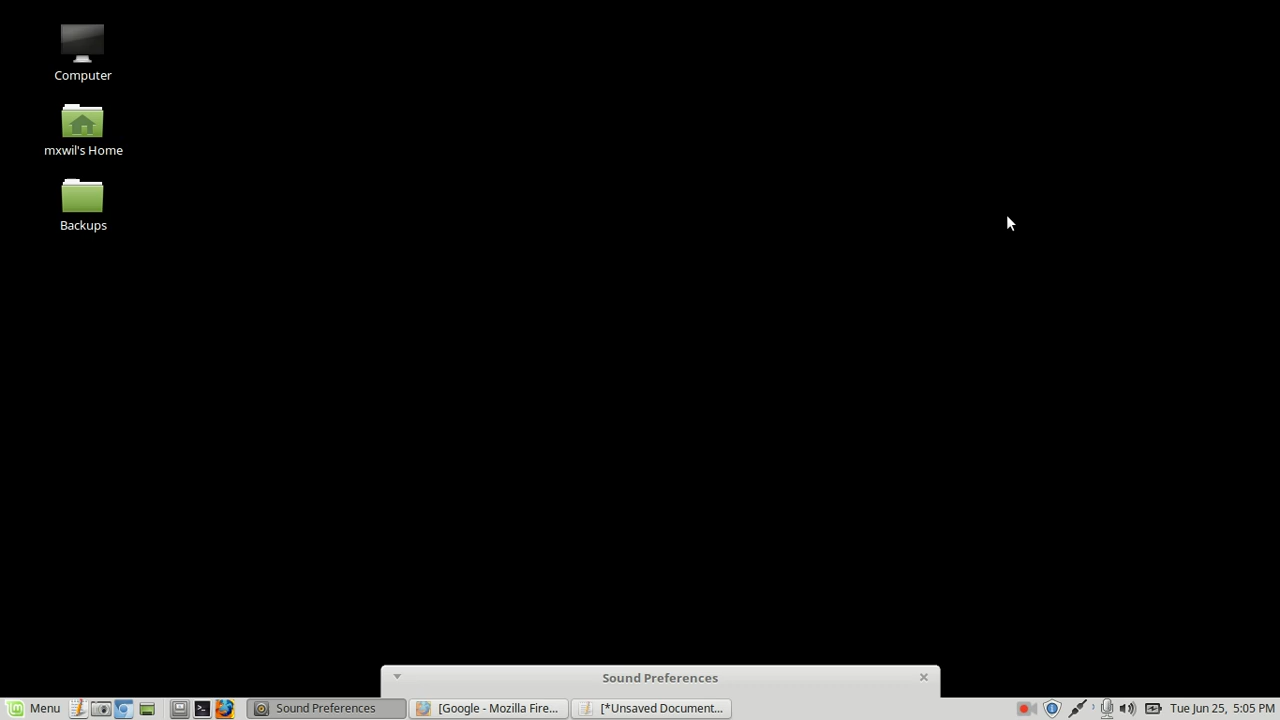 Computer
mxwil's Home
Backups
Sound Preferences
Menu
Sound Preferences
[Google - Mozilla Fire...
[*Unsaved Document...
Tue Jun 25, 5:05 PM